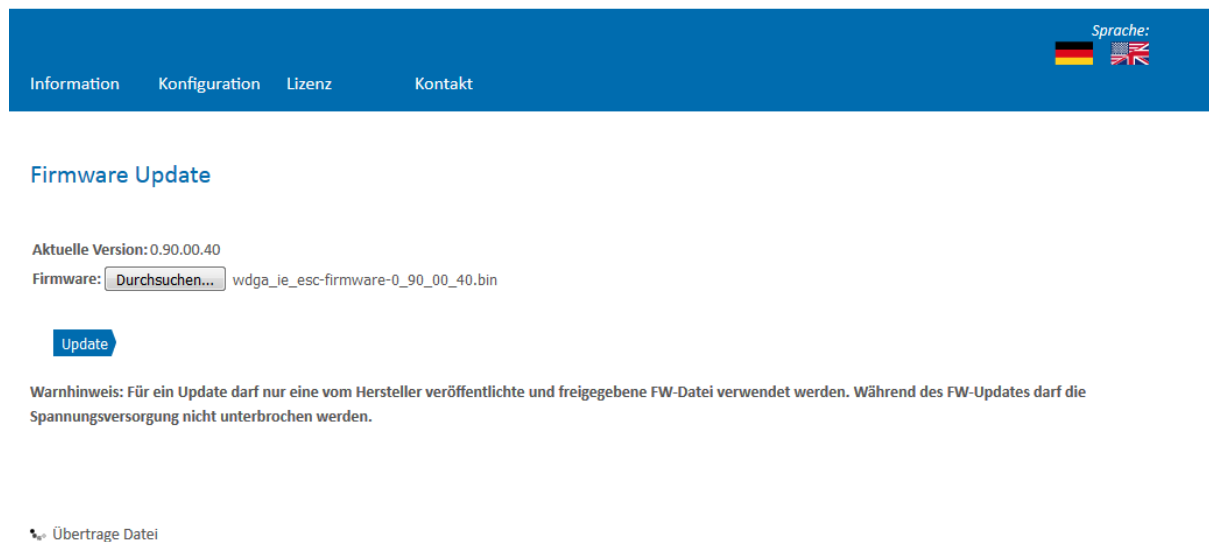 Sprache:
Information Konfiguration Lizenz Kontakt
Firmware Update
Aktuelle Version: 0.90.00.40
Firmware: Durchsuchen... wdga_ie_esc-firmware-0_90_00_40.bin
Update
Warnhinweis: Für ein Update darf nur eine vom Hersteller veröffentlichte und freigegebene FW-Datei verwendet werden. Während des FW-Updates darf die
Spannungsversorgung nicht unterbrochen werden.
Übertrage Datei